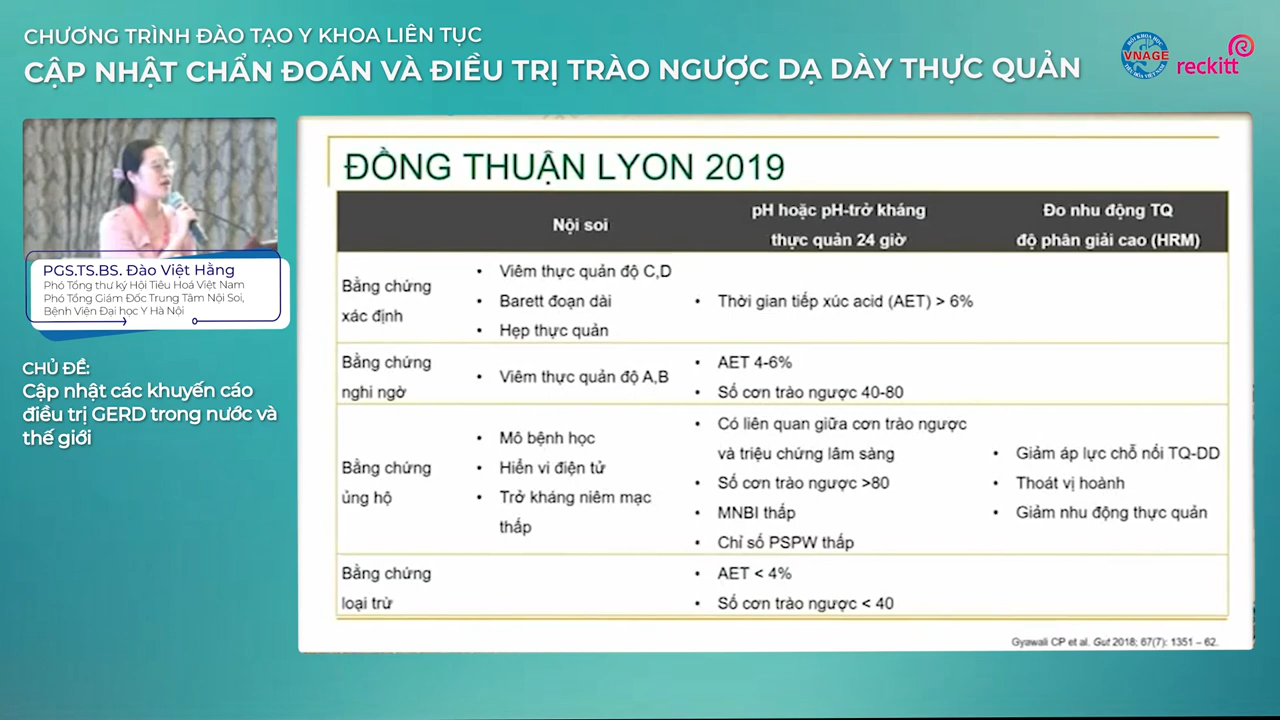 CHƯƠNG TRÌNH ĐÀO TẠO Y KHOA LIÊN TỤC
CẬP NHẬT CHẨN ĐOÁN VÀ ĐIỀU TRỊ TRÀO NGƯỢC DẠ DÀY THỰC QUẢN
VNAGE
reckitt
PGS.TS.BS. Đào Việt Hằng
Phó Tổng thư ký Hội Tiêu Hoá Việt Nam
Phó Tổng Giám Đốc Trung Tâm Nội Soi,
Bệnh Viện Đại học Y Hà Nội
CHỦ ĐỀ:
Cập nhật các khuyến cáo
điều trị GERD trong nước và
thế giới
ĐỒNG THUẬN LYON 2019
Nội soi
pH hoặc pH-trở kháng
thực quản 24 giờ
Đo nhu động TQ
độ phân giải cao (HRM)
Bằng chứng
xác định
• Viêm thực quản độ C,D
• Barett đoạn dài
• Hẹp thực quản
• Thời gian tiếp xúc acid (AET) > 6%
Bằng chứng
nghi ngờ
• Viêm thực quản độ A,B
• AET 4-6%
• Số cơn trào ngược 40-80
Bằng chứng
ủng hộ
• Mô bệnh học
• Hiển vi điện tử
• Trở kháng niêm mạc
thấp
• Có liên quan giữa cơn trào ngược
và triệu chứng lâm sàng
• Số cơn trào ngược >80
• MNBI thấp
• Chỉ số PSPW thấp
• Giảm áp lực chỗ nối TQ-DD
• Thoát vị hoành
• Giảm nhu động thực quản
Bằng chứng
loại trừ
• AET < 4%
• Số cơn trào ngược < 40
Gyawali CP et al. Gut 2018; 67(7): 1351 – 62.